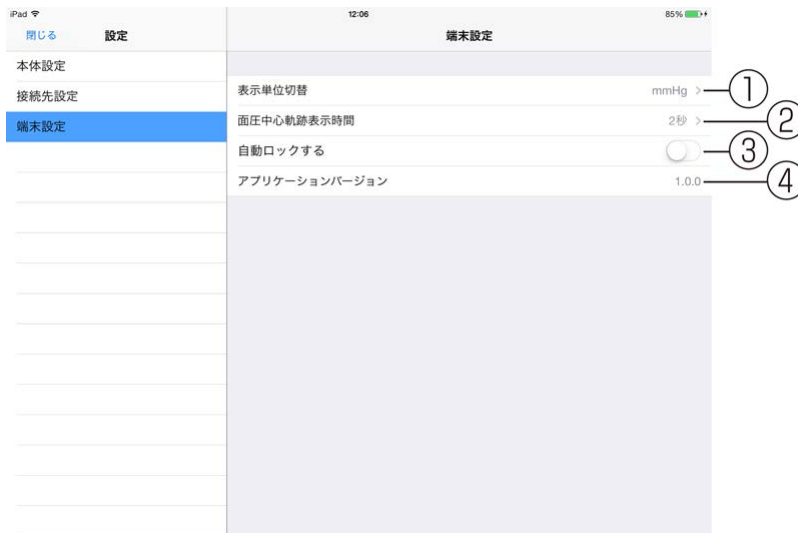 iPad 12:06 85%
閉じる 設定 端末設定
本体設定
接続先設定
端末設定
表示単位切替 mmHg > ①
面圧中心軌跡表示時間 2秒 > ②
自動ロックする ③
アプリケーションバージョン 1.0.0 ④